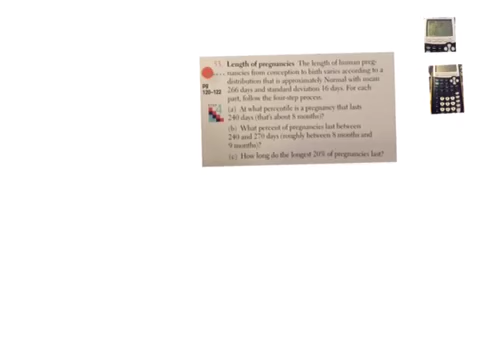 53. Length of pregnancies The length of human preg-
nancies from conception to birth varies according to a
distribution that is approximately Normal with mean
266 days and standard deviation 16 days. For each
part, follow the four-step process.
pg
120–122
(a) At what percentile is a pregnancy that lasts
240 days (that's about 8 months)?
(b) What percent of pregnancies last between
240 and 270 days (roughly between 8 months and
9 months)?
(c) How long do the longest 20% of pregnancies last?